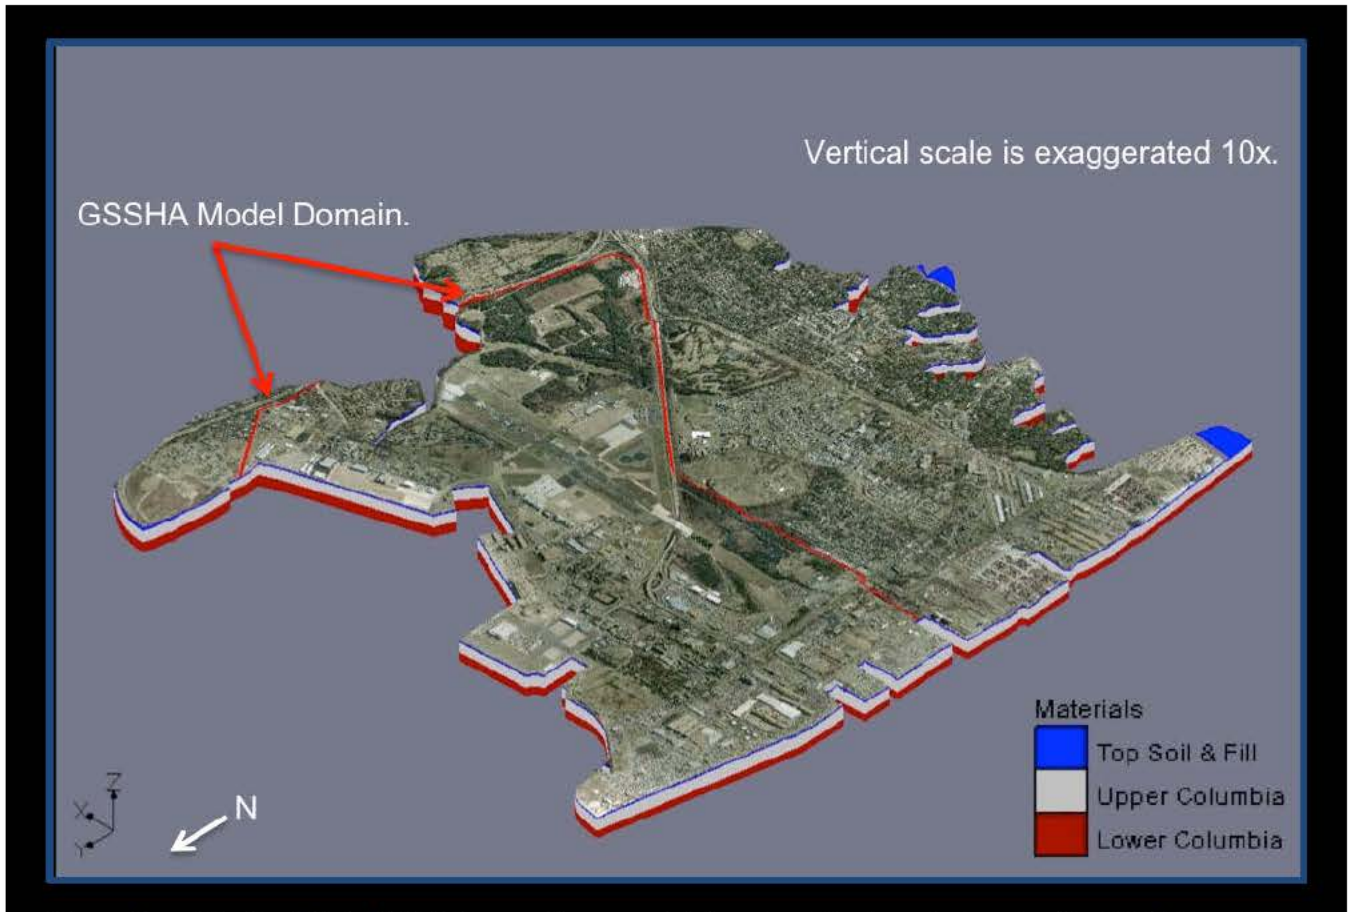 Vertical scale is exaggerated 10x.
GSSHA Model Domain.
Materials
Top Soil & Fill
Upper Columbia
Lower Columbia
Z
X
Y
N